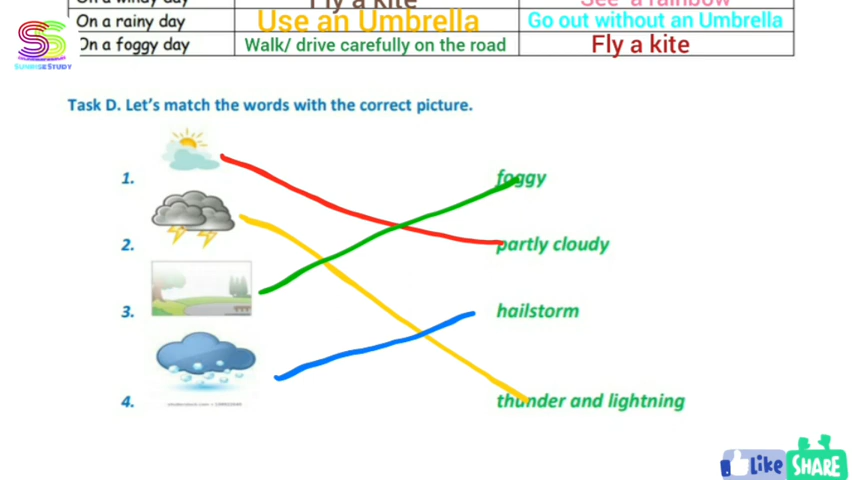 On a windy day Fly a kite See a rainbow
On a rainy day Use an Umbrella Go out without an Umbrella
On a foggy day Walk/ drive carefully on the road Fly a kite
SUNRISESTUDY
Task D. Let's match the words with the correct picture.
1. foggy
2. partly cloudy
3. hailstorm
4. thunder and lightning
Like SHARE